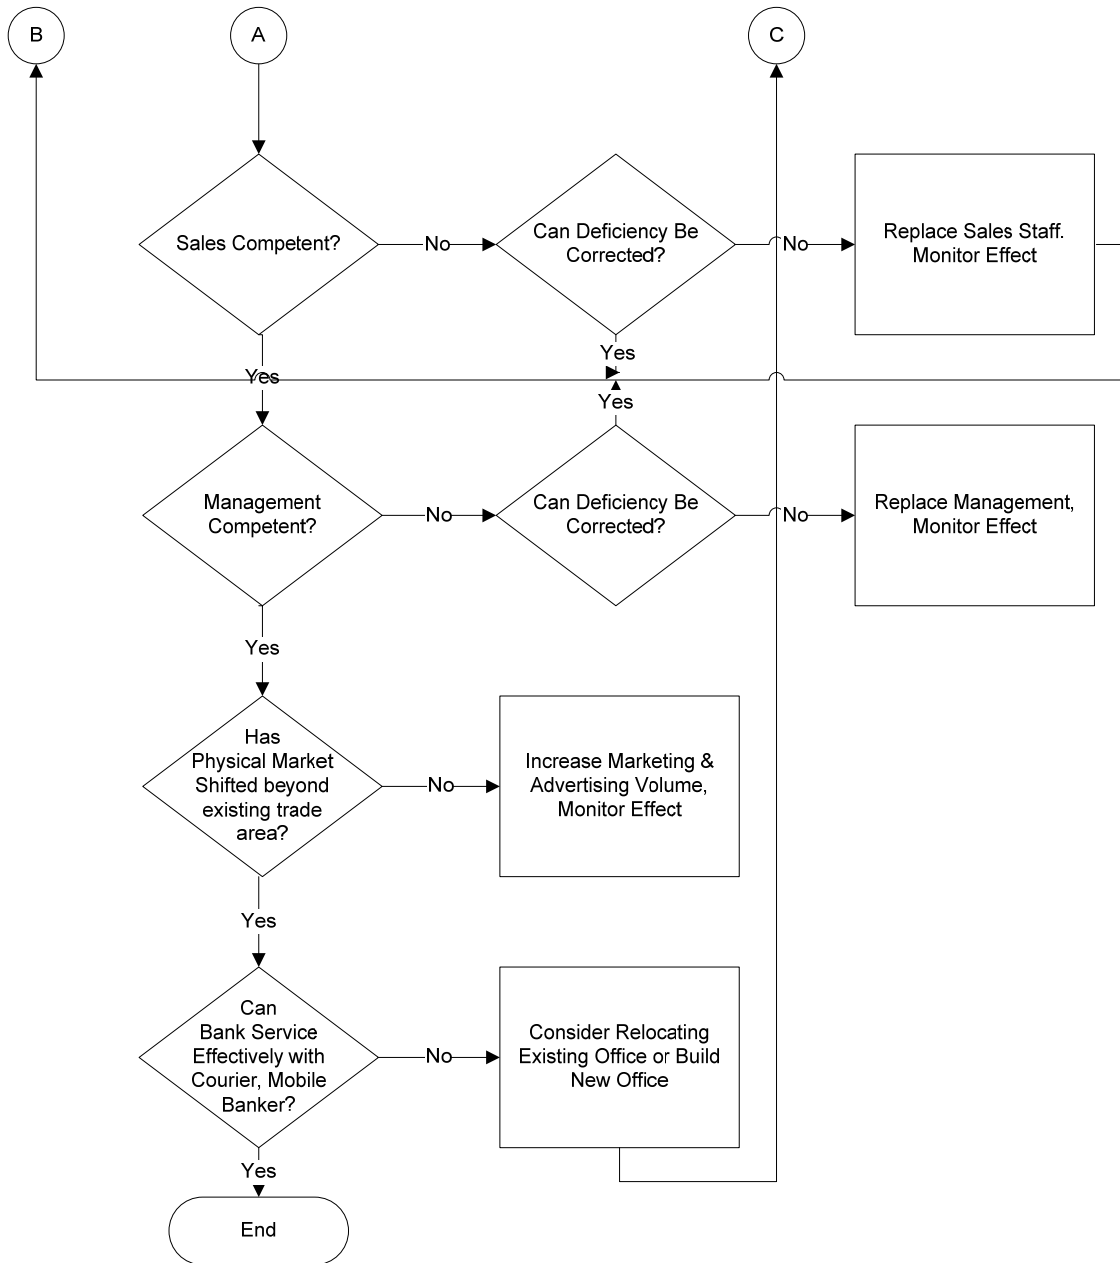 B
A
C
Sales Competent?
No
Can Deficiency Be
Corrected?
No
Replace Sales Staff.
Monitor Effect
Yes
Yes
Yes
Management
Competent?
No
Can Deficiency Be
Corrected?
No
Replace Management,
Monitor Effect
Yes
Has
Physical Market
Shifted beyond
existing trade
area?
No
Increase Marketing &
Advertising Volume,
Monitor Effect
Yes
Can
Bank Service
Effectively with
Courier, Mobile
Banker?
No
Consider Relocating
Existing Office or Build
New Office
Yes
End